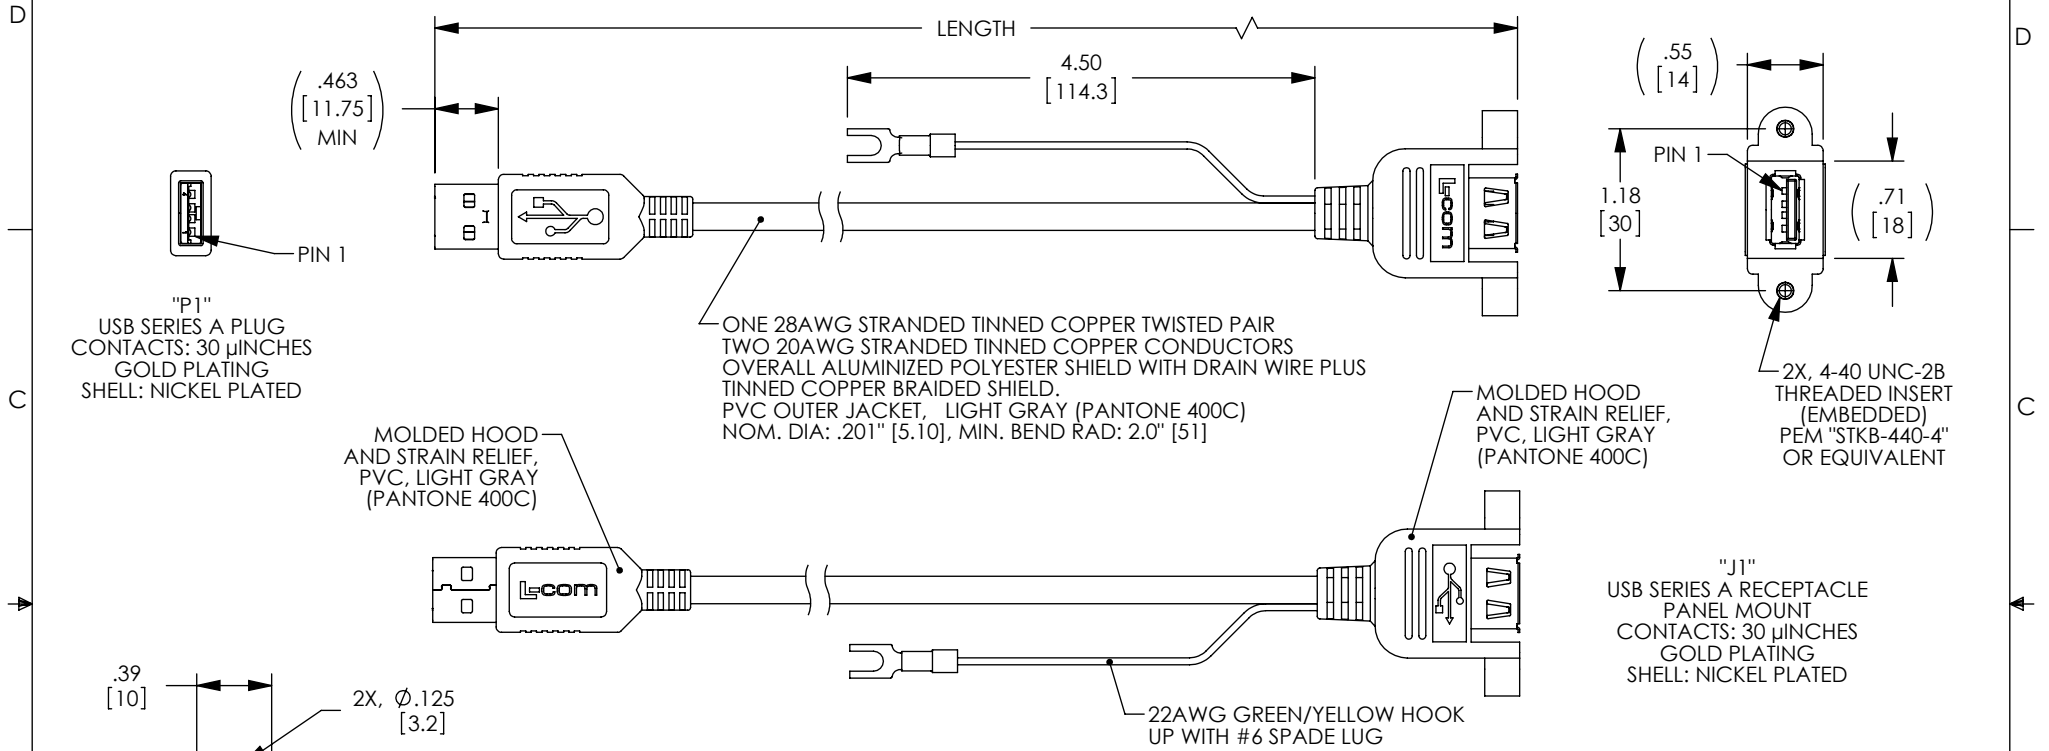 D
LENGTH
D
.463
[11.75]
MIN
4.50
[114.3]
.55
[14]
PIN 1
1.18
[30]
.71
[18]
L-com
PIN 1
"P1"
USB SERIES A PLUG
CONTACTS: 30 µINCHES
GOLD PLATING
SHELL: NICKEL PLATED
ONE 28AWG STRANDED TINNED COPPER TWISTED PAIR
TWO 20AWG STRANDED TINNED COPPER CONDUCTORS
OVERALL ALUMINIZED POLYESTER SHIELD WITH DRAIN WIRE PLUS
TINNED COPPER BRAIDED SHIELD.
PVC OUTER JACKET, LIGHT GRAY (PANTONE 400C)
NOM. DIA: .201" [5.10], MIN. BEND RAD: 2.0" [51]
2X, 4-40 UNC-2B
THREADED INSERT
(EMBEDDED)
PEM "STKB-440-4"
OR EQUIVALENT
C
C
MOLDED HOOD
AND STRAIN RELIEF,
PVC, LIGHT GRAY
(PANTONE 400C)
MOLDED HOOD
AND STRAIN RELIEF,
PVC, LIGHT GRAY
(PANTONE 400C)
L-com
"J1"
USB SERIES A RECEPTACLE
PANEL MOUNT
CONTACTS: 30 µINCHES
GOLD PLATING
SHELL: NICKEL PLATED
.39
[10]
2X, Ø.125
[3.2]
22AWG GREEN/YELLOW HOOK
UP WITH #6 SPADE LUG